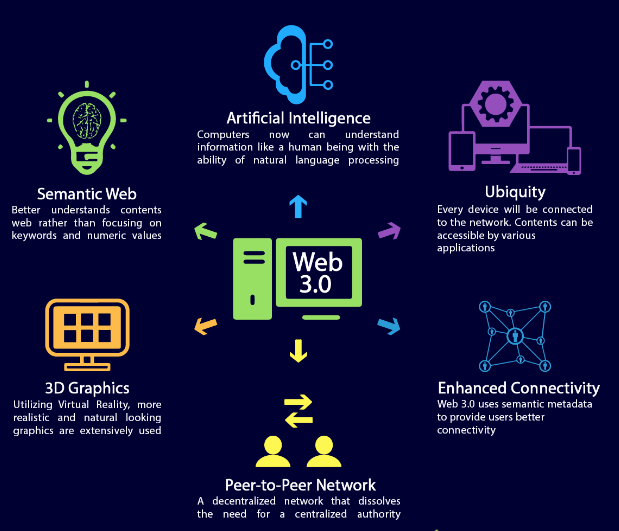 Artificial Intelligence
Computers now can understand
information like a human being with the
ability of natural language processing
Semantic Web
Better understands contents
web rather than focusing on
keywords and numeric values
Ubiquity
Every device will be connected
to the network. Contents can be
accessible by various
applications
Web
3.0
3D Graphics
Utilizing Virtual Reality, more
realistic and natural looking
graphics are extensively used
Enhanced Connectivity
Web 3.0 uses semantic metadata
to provide users better
connectivity
Peer-to-Peer Network
A decentralized network that dissolves
the need for a centralized authority